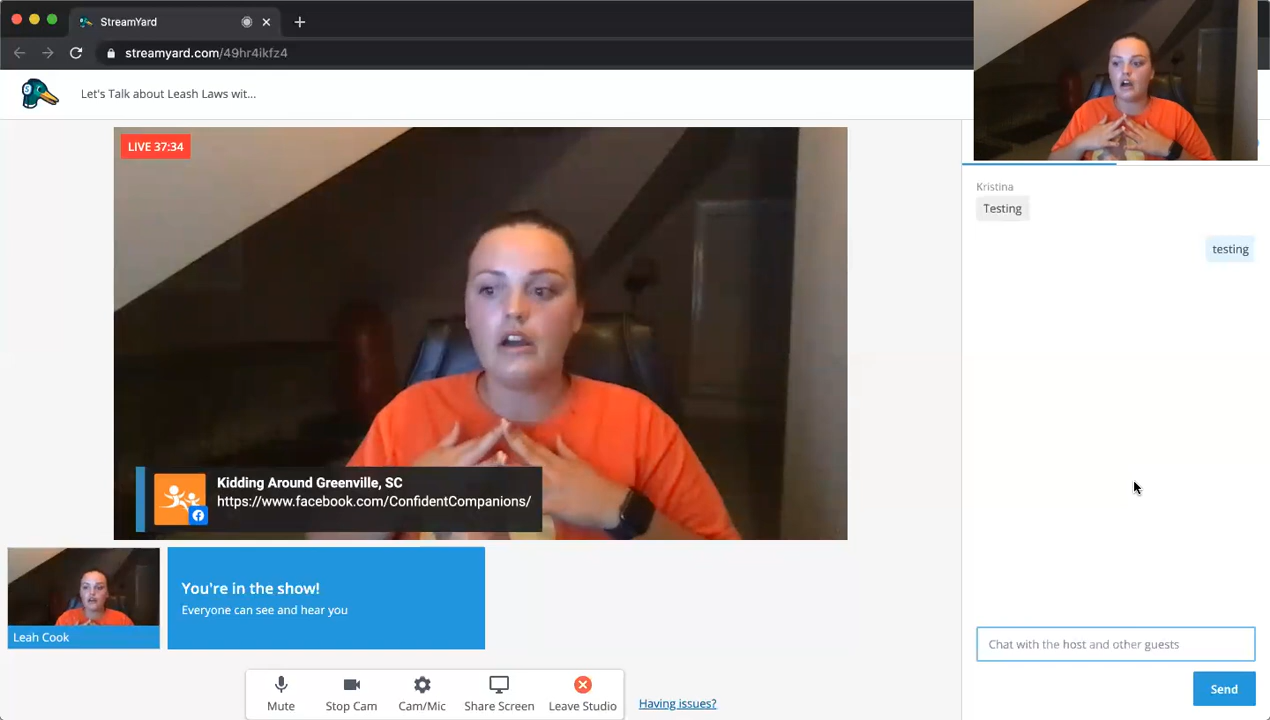 StreamYard
streamyard.com/49hr4ikfz4
Let's Talk about Leash Laws wit...
LIVE 37:34
Kristina
Testing
testing
Kidding Around Greenville, SC
https://www.facebook.com/ConfidentCompanions/
You're in the show!
Everyone can see and hear you
Leah Cook
Chat with the host and other guests
Send
Mute
Stop Cam
Cam/Mic
Share Screen
Leave Studio
Having issues?